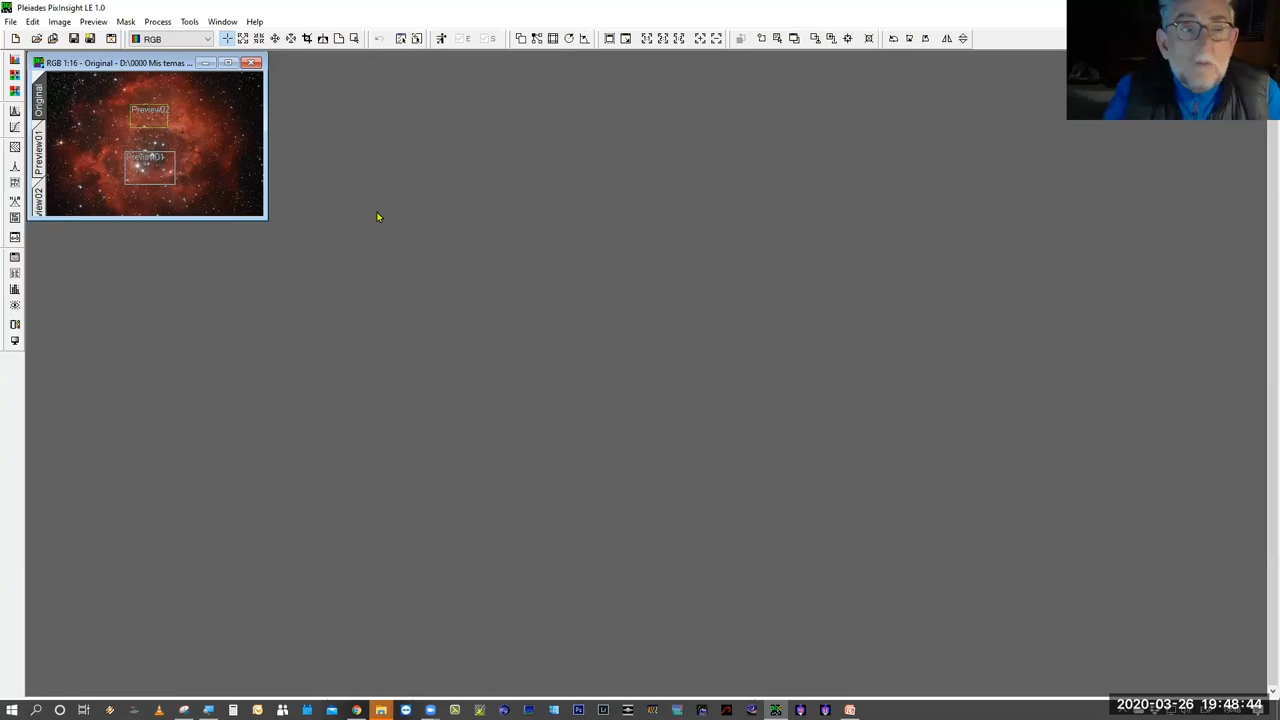 Pleiades PixInsight LE 1.0
File Edit Image Preview Mask Process Tools Window Help
RGB E S
RGB 1:16 - Original - D:\0000 Mis temas ...
Original
Preview01
Preview02
Preview01
2020-03-26 19:48:44